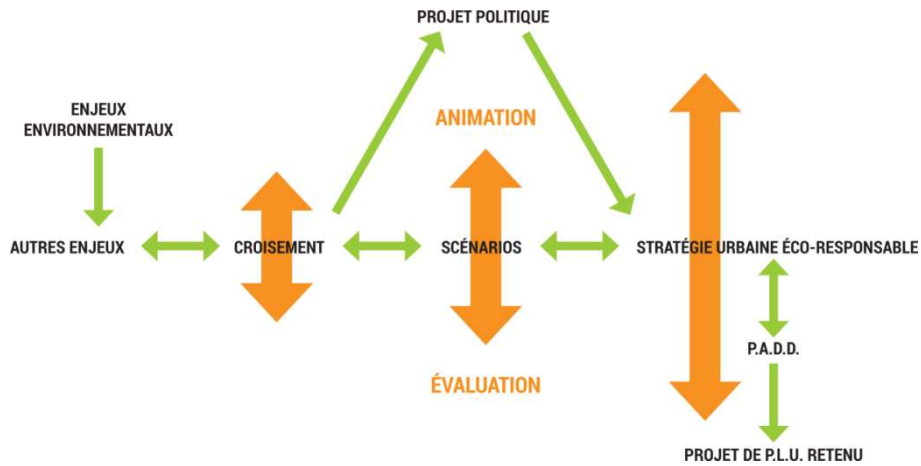 PROJET POLITIQUE
ENJEUX
ENVIRONNEMENTAUX
ANIMATION
AUTRES ENJEUX
CROISEMENT
SCÉNARIOS
STRATÉGIE URBAINE ÉCO-RESPONSABLE
P.A.D.D.
ÉVALUATION
PROJET DE P.L.U. RETENU